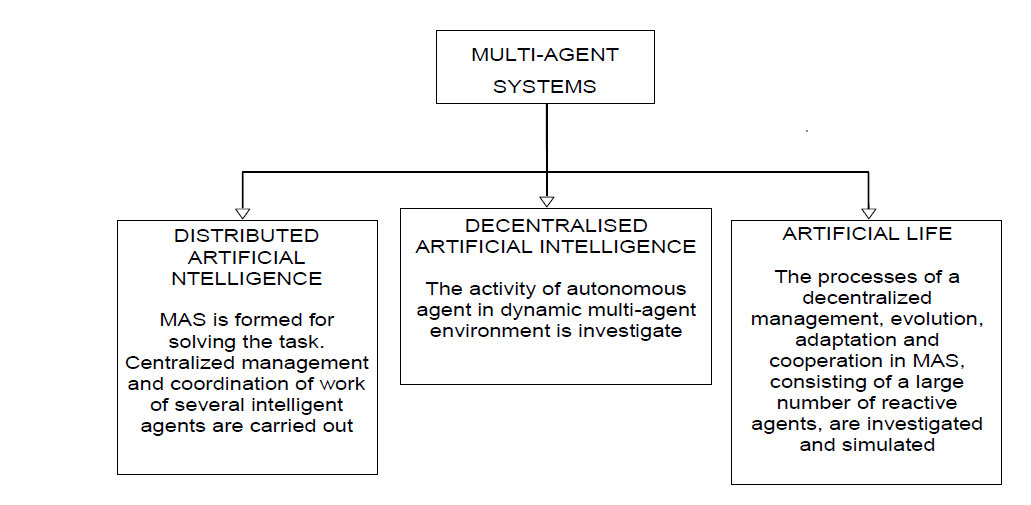 MULTI-AGENT
SYSTEMS
DISTRIBUTED
ARTIFICIAL
NTELLIGENCE
MAS is formed for
solving the task.
Centralized management
and coordination of work
of several intelligent
agents are carried out
DECENTRALISED
ARTIFICIAL INTELLIGENCE
The activity of autonomous
agent in dynamic multi-agent
environment is investigate
ARTIFICIAL LIFE
The processes of a
decentralized
management, evolution,
adaptation and
cooperation in MAS,
consisting of a large
number of reactive
agents, are investigated
and simulated